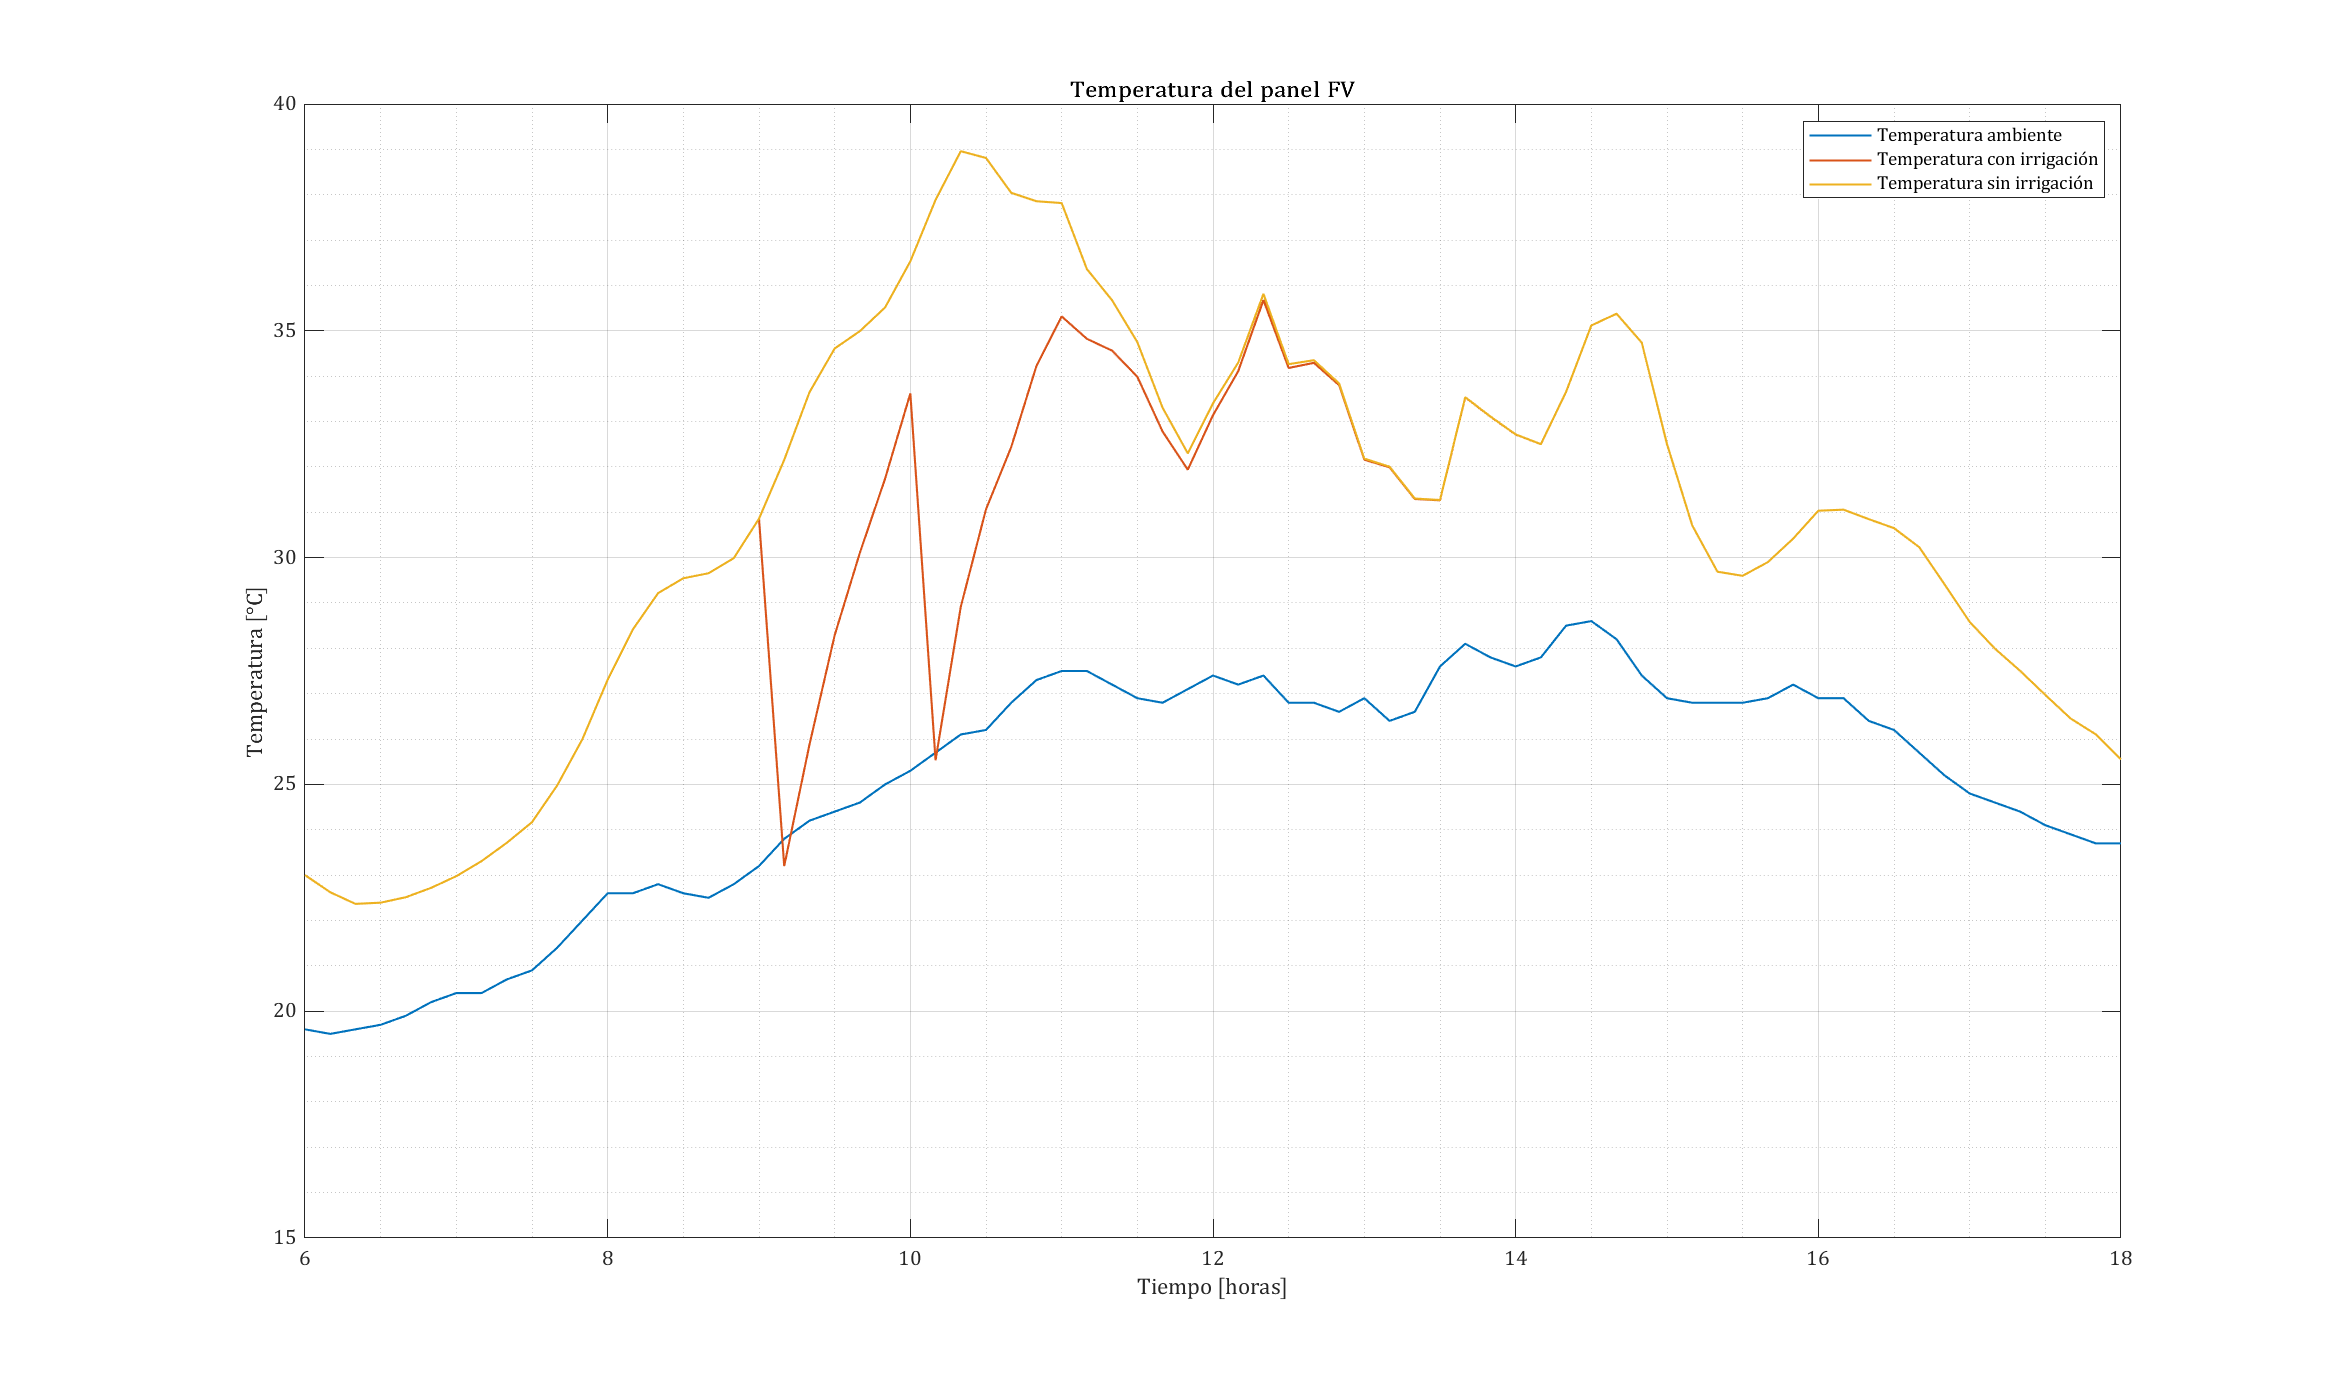 Temperatura del panel FV
40
35
30
25
20
15
Temperatura [°C]
Temperatura ambiente
Temperatura con irrigación
Temperatura sin irrigación
6 8 10 12 14 16 18
Tiempo [horas]